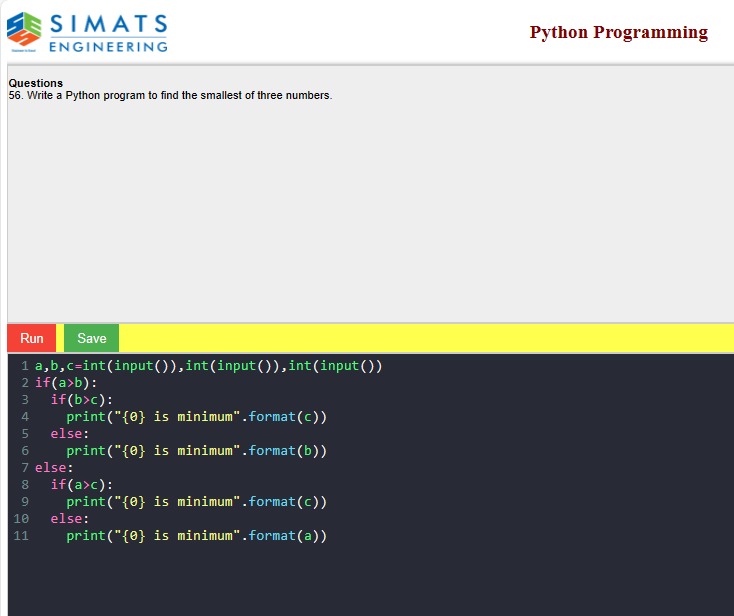 SIMATS
ENGINEERING
Python Programming
Questions
56. Write a Python program to find the smallest of three numbers.
Run
Save
1 a,b,c=int(input()),int(input()),int(input())
2 if(a>b):
3   if(b>c):
4     print("{0} is minimum".format(c))
5   else:
6     print("{0} is minimum".format(b))
7 else:
8   if(a>c):
9     print("{0} is minimum".format(c))
10   else:
11     print("{0} is minimum".format(a))